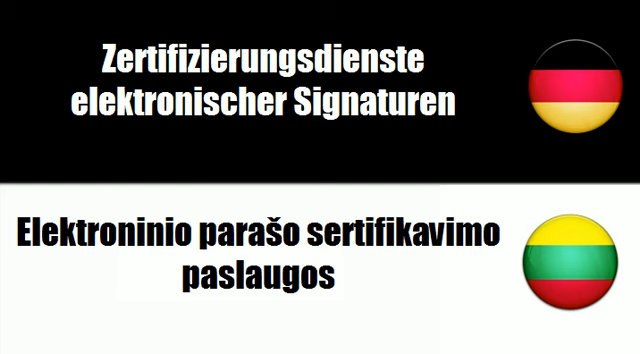 Zertifizierungsdienste
elektronischer Signaturen
Elektroninio parašo sertifikavimo
paslaugos